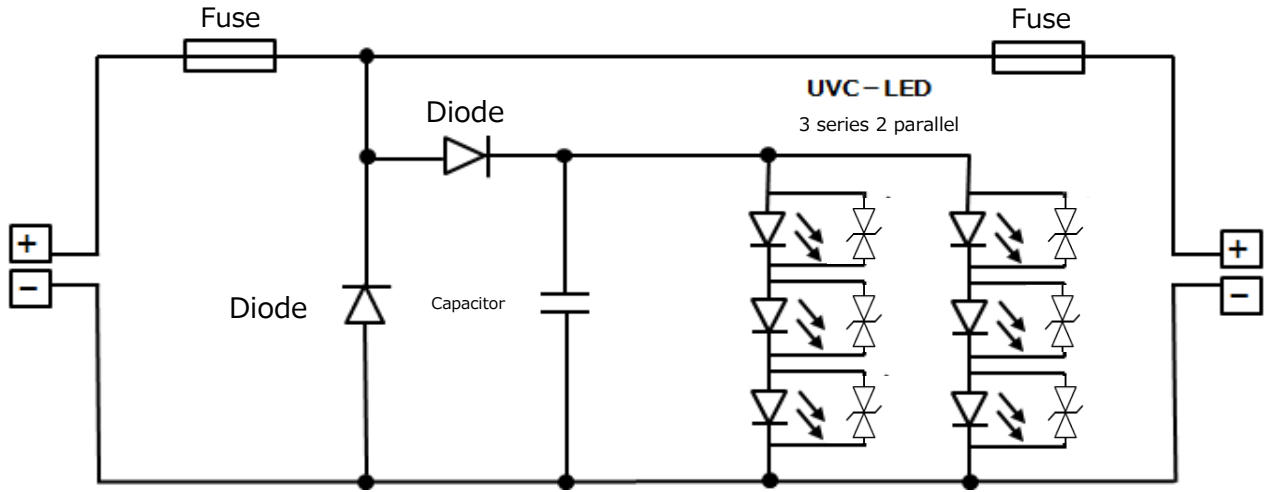 Fuse
Fuse
UVC-LED
3 series 2 parallel
Diode
+
-
+
-
Diode
Capacitor